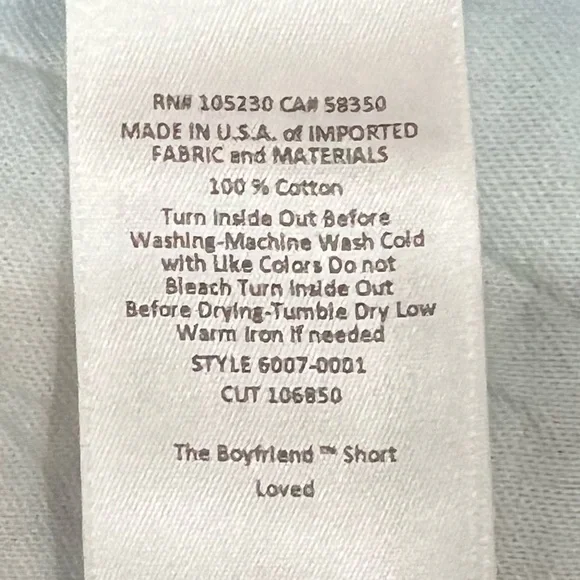 RN# 105230 CA# 58350
MADE IN U.S.A. of IMPORTED
FABRIC and MATERIALS
100 % Cotton
Turn Inside Out Before
Washing-Machine Wash Cold
with Like Colors Do not
Bleach Turn Inside Out
Before Drying-Tumble Dry Low
Warm Iron If needed
STYLE 6007-0001
CUT 106850
The Boyfriend ™ Short
Loved